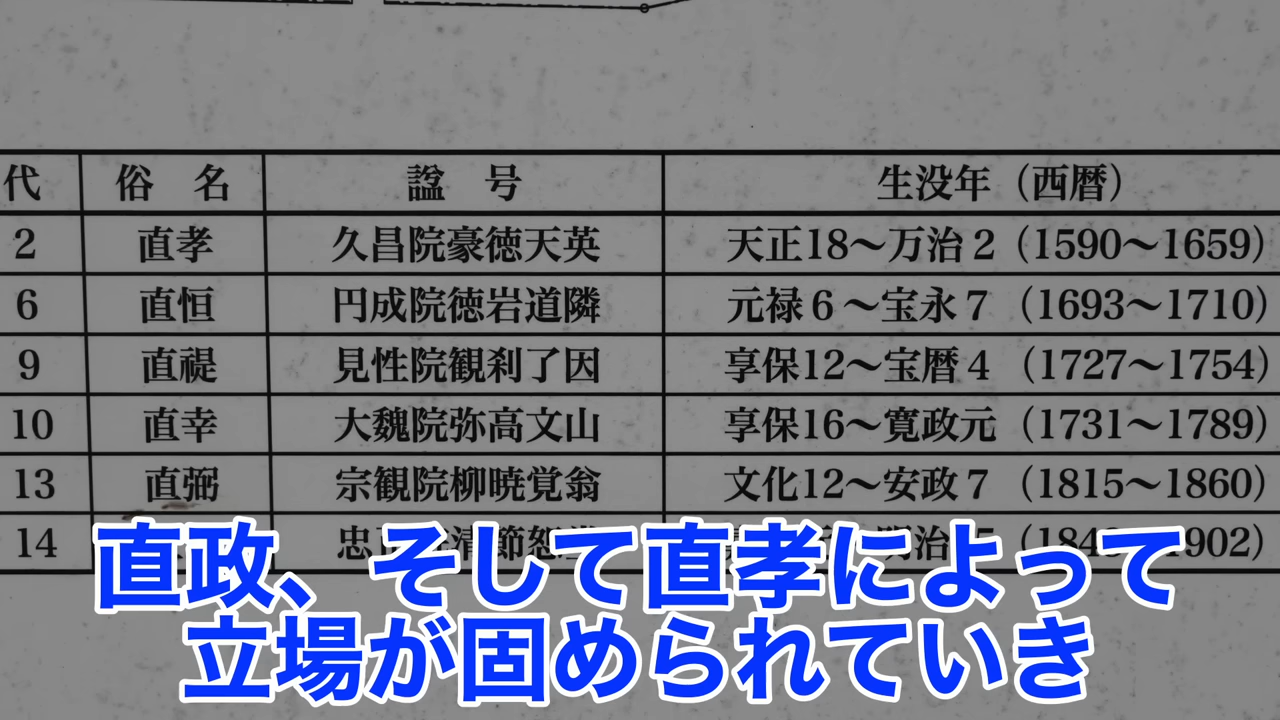 代 俗名 諡号 生没年（西暦）
2 直孝 久昌院豪徳天英 天正18～万治2（1590～1659）
6 直恒 円成院徳岩道隣 元禄6～宝永7（1693～1710）
9 直禔 見性院観刹了因 享保12～宝暦4（1727～1754）
10 直幸 大魏院弥高文山 享保16～寛政元（1731～1789）
13 直弼 宗観院柳暁覚翁 文化12～安政7（1815～1860）
14
直政、そして直孝によって
立場が固められていき